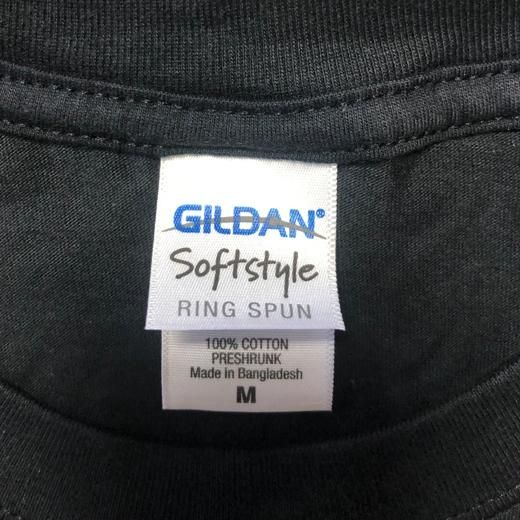 GILDAN®
Softstyle
RING SPUN
100% COTTON
PRESHRUNK
Made in Bangladesh
M